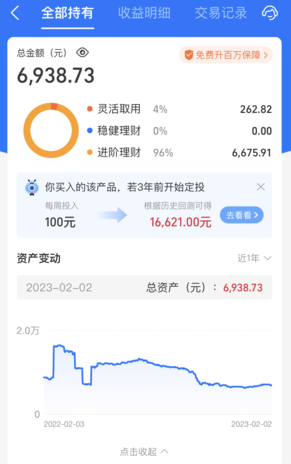 全部持有 收益明细 交易记录
总金额（元）
6,938.73
免费升百万保障 >
灵活取用 4% 262.82
稳健理财 0% 0.00
进阶理财 96% 6,675.91
你买入的该产品，若3年前开始定投
每周投入 根据历史回测可得
100元 16,621.00元 去看看>
资产变动 近1年
2023-02-02 总资产（元）：6,938.73
2.0万
0
2022-02-03 2023-02-02
点击收起